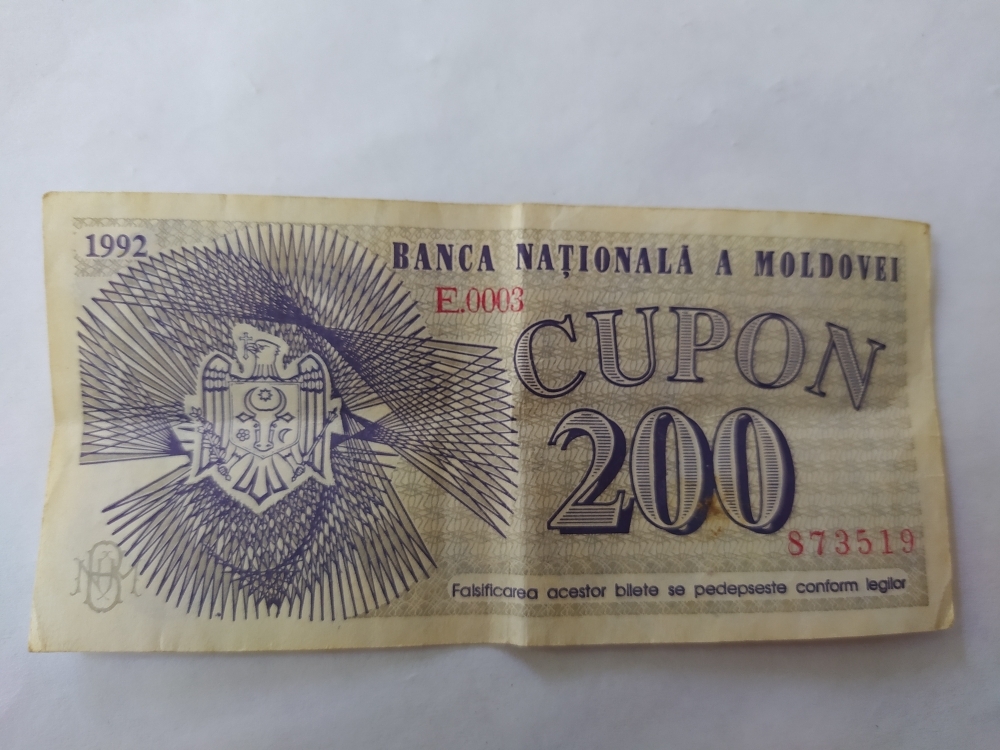 1992
BANCA NAȚIONALĂ A MOLDOVEI
E.0003
CUPON
200
873519
Falsificarea acestor bilete se pedepseste conform legilor